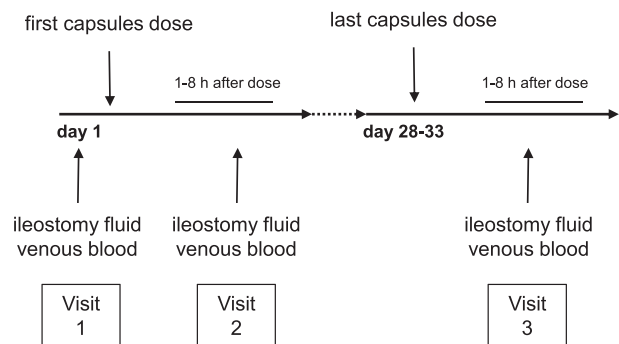 first capsules dose
last capsules dose
1-8 h after dose
1-8 h after dose
day 1
day 28-33
ileostomy fluid
venous blood
ileostomy fluid
venous blood
ileostomy fluid
venous blood
Visit
1
Visit
2
Visit
3